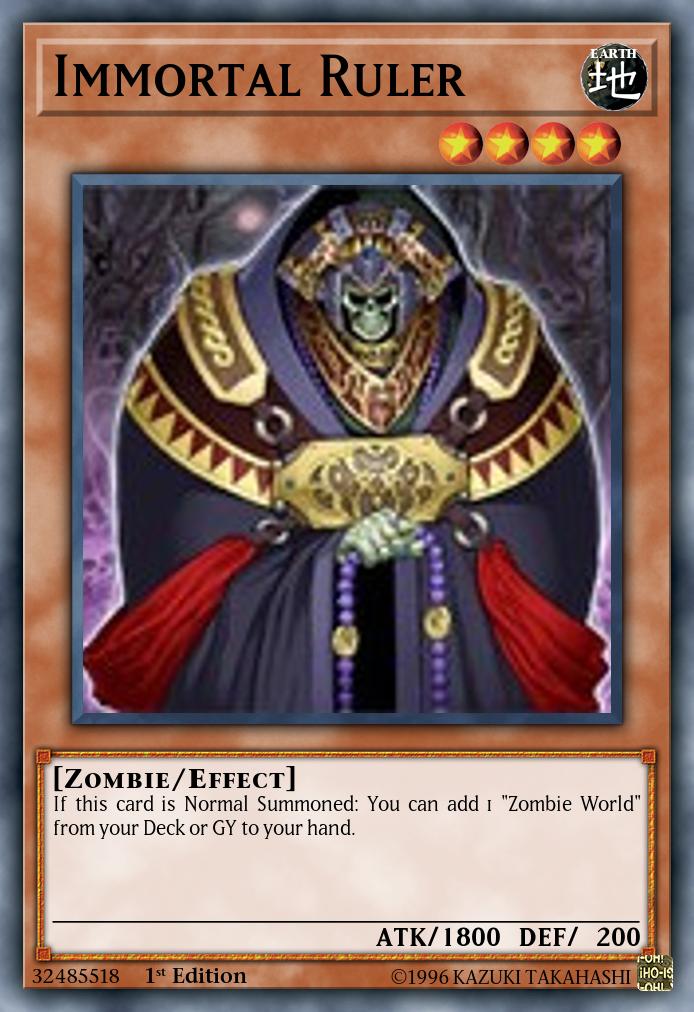 Immortal Ruler
EARTH
地
[Zombie/Effect]
If this card is Normal Summoned: You can add 1 "Zombie World"
from your Deck or GY to your hand.
ATK/1800 DEF/ 200
32485518 1st Edition ©1996 KAZUKI TAKAHASHI